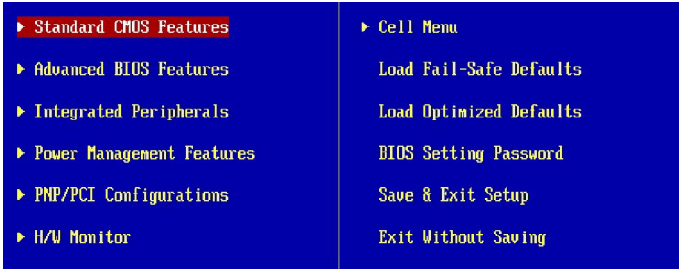 Standard CMOS Features
Advanced BIOS Features
Integrated Peripherals
Power Management Features
PNP/PCI Configurations
H/W Monitor
Cell Menu
Load Fail-Safe Defaults
Load Optimized Defaults
BIOS Setting Password
Save & Exit Setup
Exit Without Saving